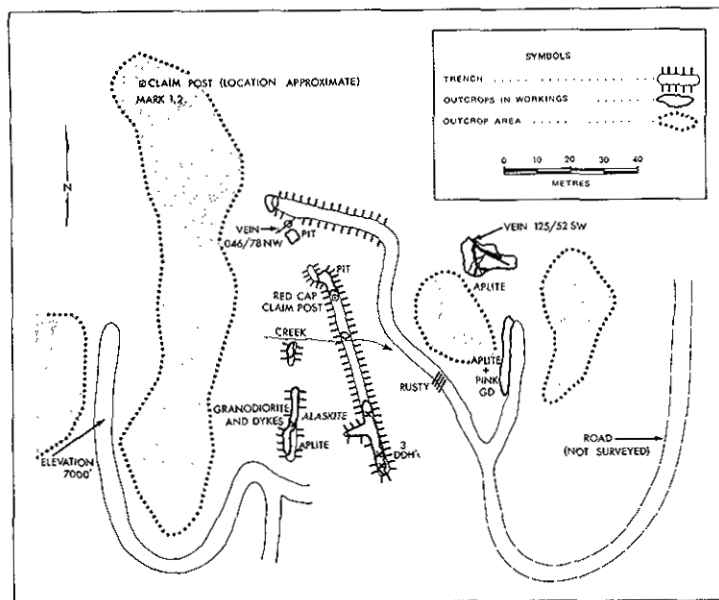 CLAIM POST (LOCATION APPROXIMATE)
MARK 1,2
SYMBOLS
TRENCH
OUTCROPS IN WORKINGS
OUTCROP AREA
0 10 20 30 40
METRES
N
VEIN
046/78 NW
PIT
VEIN 125/52 SW
APLITE
PIT
RED CAP
CLAIM POST
CREEK
APLITE
+
PINK
GD
RUSTY
GRANODIORITE
AND DYKES
ALASKITE
APLITE
3
DDH's
ROAD
(NOT SURVEYED)
ELEVATION
7000'